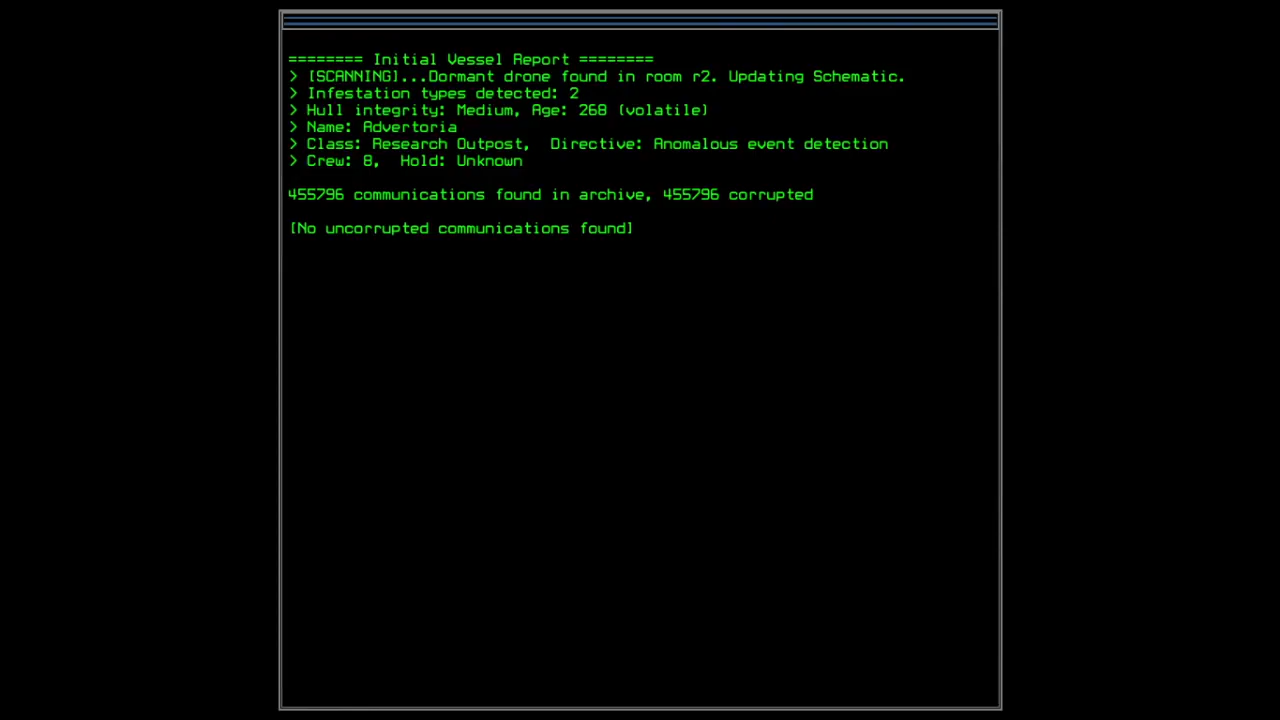 ======== Initial Vessel Report ========
> [SCANNING]...Dormant drone found in room r2. Updating Schematic.
> Infestation types detected: 2
> Hull integrity: Medium, Age: 268 (volatile)
> Name: Advertoria
> Class: Research Outpost,  Directive: Anomalous event detection
> Crew: 8,  Hold: Unknown
455796 communications found in archive, 455796 corrupted
[No uncorrupted communications found]